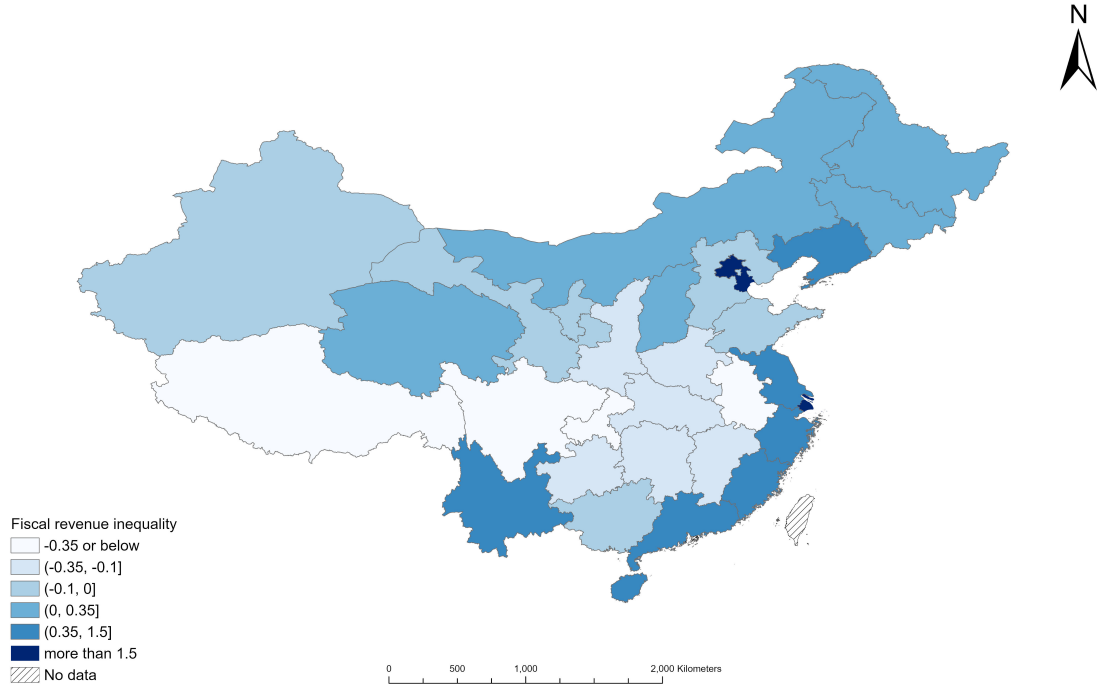 N
Fiscal revenue inequality
-0.35 or below
(-0.35, -0.1]
(-0.1, 0]
(0, 0.35]
(0.35, 1.5]
more than 1.5
No data
0 500 1,000 2,000 Kilometers